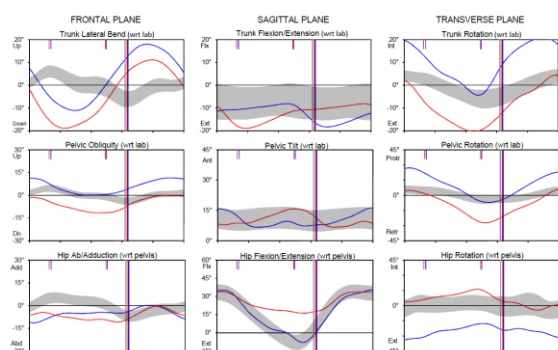 FRONTAL PLANE
SAGITTAL PLANE
TRANSVERSE PLANE
Trunk Lateral Bend (wrt lab)
Trunk Flexion/Extension (wrt lab)
Trunk Rotation (wrt lab)
20° Up
10°
0°
10°
Down 20°
20° Flx
10°
0°
-10°
Ext 20°
20° Int
10°
0°
10°
Ext 20°
Pelvic Obliquity (wrt lab)
Pelvic Tilt (wrt lab)
Pelvic Rotation (wrt lab)
30° Up
15°
0°
-15°
Dn -30°
45° Ant
30°
15°
0°
45° Protr
0°
Retr -45°
Hip Ab/Adduction (wrt pelvis)
Hip Flexion/Extension (wrt pelvis)
Hip Rotation (wrt pelvis)
30° Add
15°
0°
-15°
Abd
60° Flx
45°
30°
15°
0°
Ext
45° Int
0°
Ext